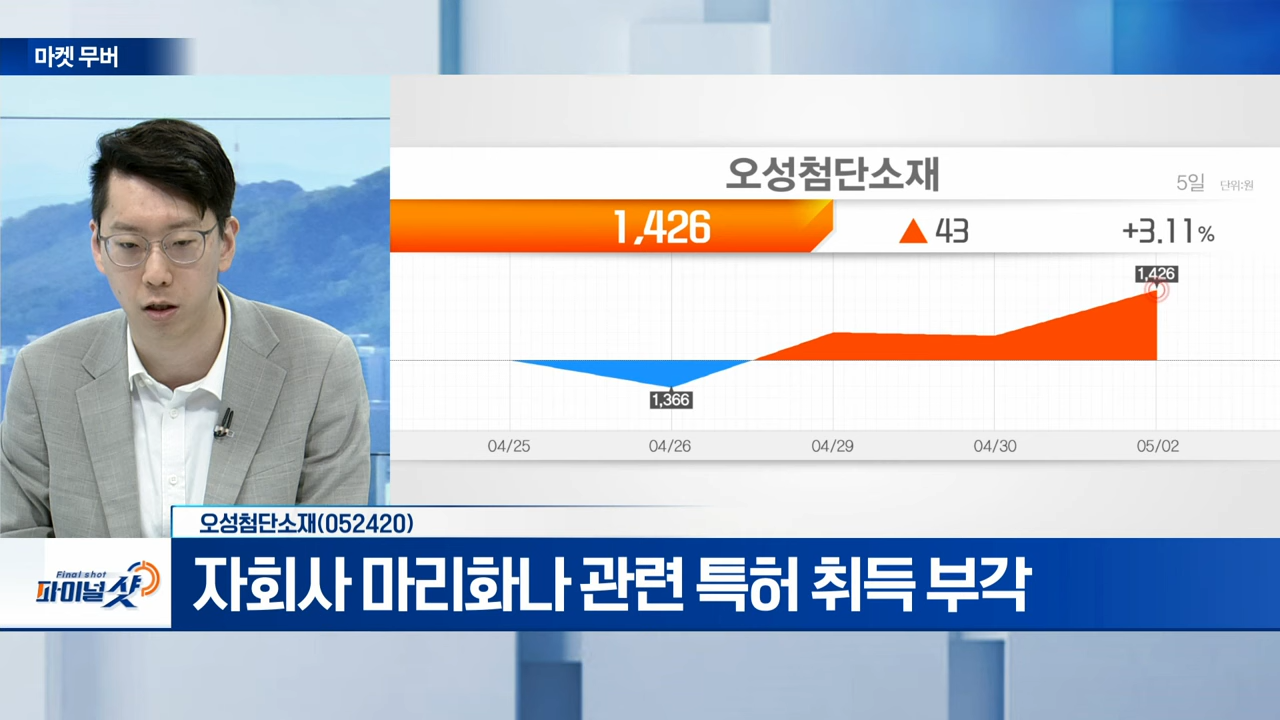 마켓 무버
오성첨단소재
5일 단위:원
1,426 ▲ 43 +3.11%
1,426
1,366
04/25 04/26 04/29 04/30 05/02
오성첨단소재(052420)
Final shot
파이널샷
자회사 마리화나 관련 특허 취득 부각